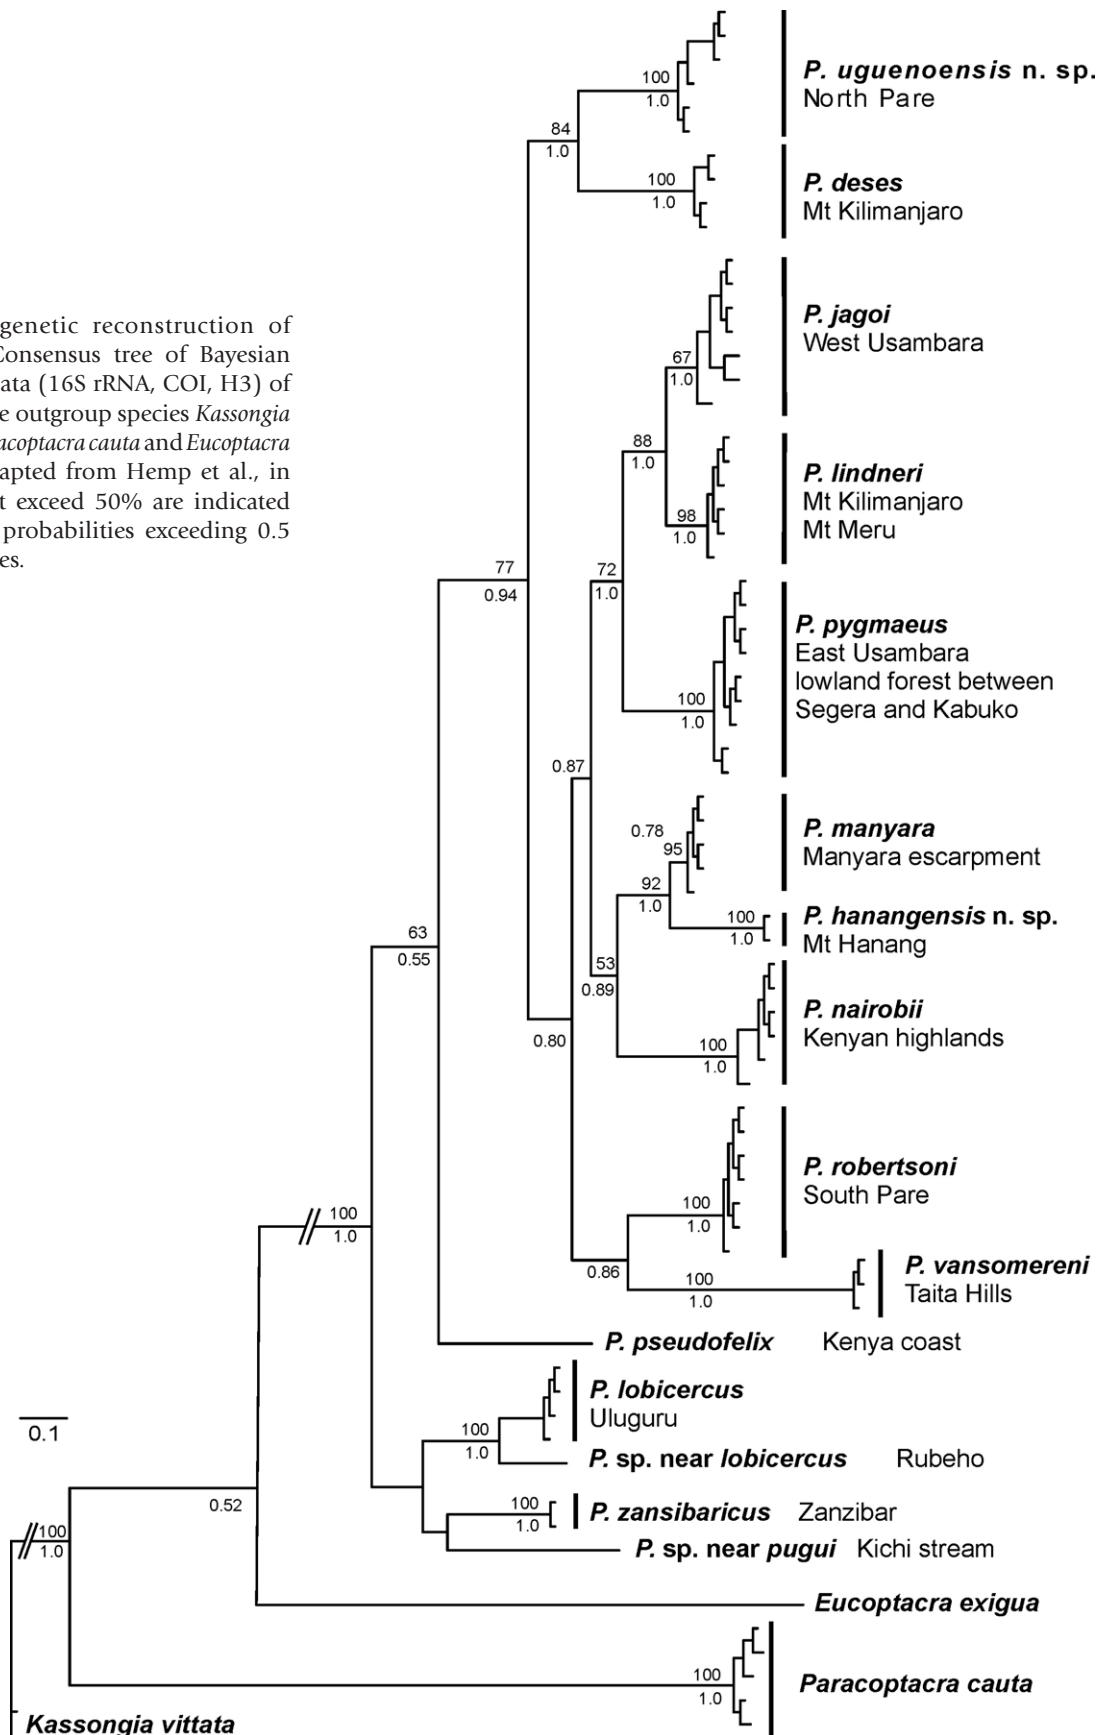 100
1.0
P. uguenoensis n. sp.
North Pare
84
1.0
100
1.0
P. deses
Mt Kilimanjaro
genetic reconstruction of
Consensus tree of Bayesian
(16S rRNA, COI, H3) of
outgroup species Kassongia
cauta and Eucoptacra
from Hemp et al., in
exceed 50% are indicated
probabilities exceeding 0.5
P. jagoi
West Usambara
67
1.0
88
1.0
P. lindneri
Mt Kilimanjaro
Mt Meru
98
1.0
77
0.94
72
1.0
P. pygmaeus
East Usambara
lowland forest between
Segera and Kabuko
100
1.0
0.87
0.78
95
P. manyara
Manyara escarpment
92
1.0
100
1.0
P. hanangensis n. sp.
Mt Hanang
63
0.55
53
0.89
P. nairobii
Kenyan highlands
0.80
100
1.0
P. robertsoni
South Pare
100
1.0
100
1.0
0.86
100
1.0
P. vansomereni
Taita Hills
P. pseudofelix Kenya coast
P. lobicercus
Uluguru
0.1
100
1.0
P. sp. near lobicercus Rubeho
0.52
100
1.0
P. zansibaricus Zanzibar
100
1.0
P. sp. near pugui Kichi stream
Eucoptacra exigua
100
1.0
Paracoptacra cauta
Kassongia vittata